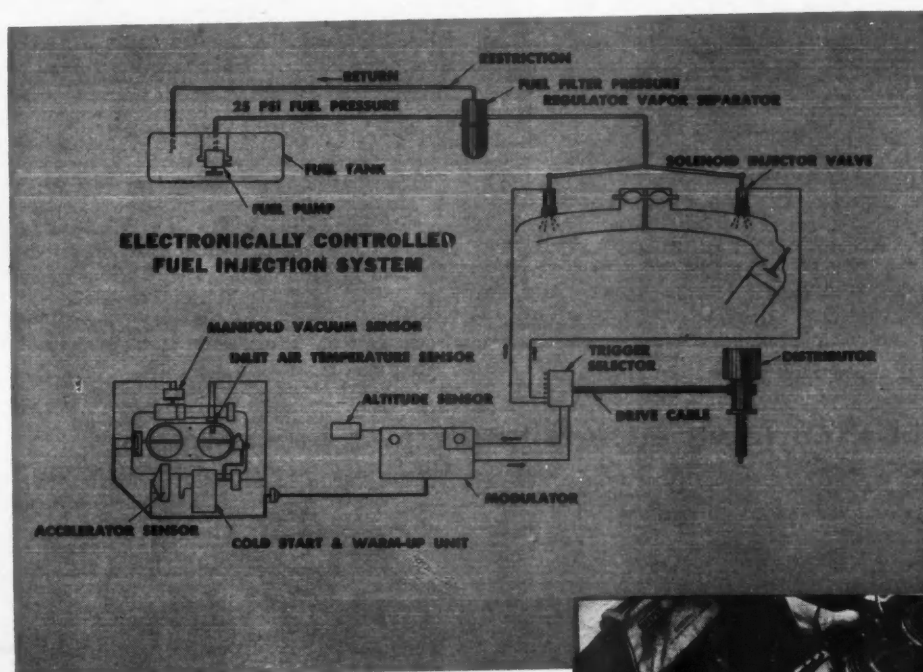 RESTRICTION
RETURN
FUEL FILTER PRESSURE
REGULATOR VAPOR SEPARATOR
25 PSI FUEL PRESSURE
SOLENOID INJECTOR VALVE
FUEL TANK
FUEL PUMP
ELECTRONICALLY CONTROLLED
FUEL INJECTION SYSTEM
MANIFOLD VACUUM SENSOR
INLET AIR TEMPERATURE SENSOR
TRIGGER
SELECTOR
DISTRIBUTOR
ALTITUDE SENSOR
DRIVE CABLE
MODULATOR
ACCELERATOR SENSOR
COLD START & WARM-UP UNIT